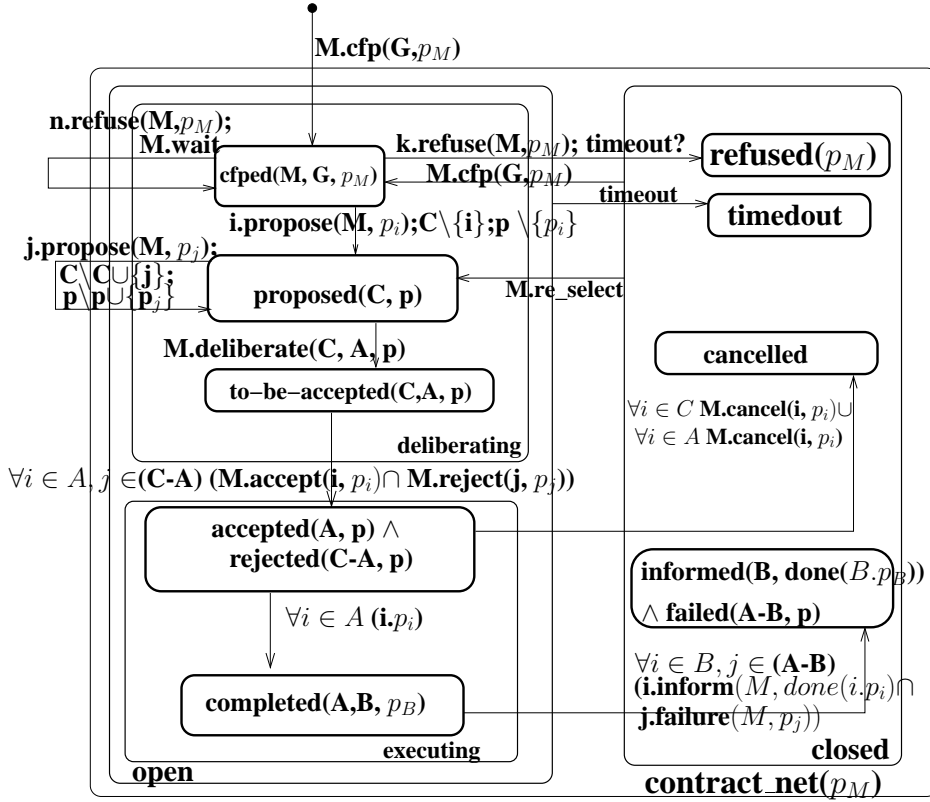 M.cfp(G,p_M)
n.refuse(M,p_M);
M.wait
k.refuse(M,p_M); timeout?
refused(p_M)
cfped(M, G, p_M)
M.cfp(G,p_M)
timeout
timedout
i.propose(M, p_i);C\{i};p \{p_i}
j.propose(M, p_j);
C\C∪{j};
p\p∪{p_j}
proposed(C, p)
M.re_select
M.deliberate(C, A, p)
cancelled
to−be−accepted(C,A, p)
∀i ∈ C M.cancel(i, p_i)∪
∀i ∈ A M.cancel(i, p_i)
deliberating
∀i ∈ A, j ∈(C-A) (M.accept(i, p_i)∩ M.reject(j, p_j))
accepted(A, p) ∧
rejected(C-A, p)
informed(B, done(B.p_B))
∧ failed(A-B, p)
∀i ∈ A (i.p_i)
∀i ∈ B, j ∈ (A-B)
(i.inform(M, done(i.p_i)∩
j.failure(M, p_j))
completed(A,B, p_B)
executing
closed
open
contract_net(p_M)